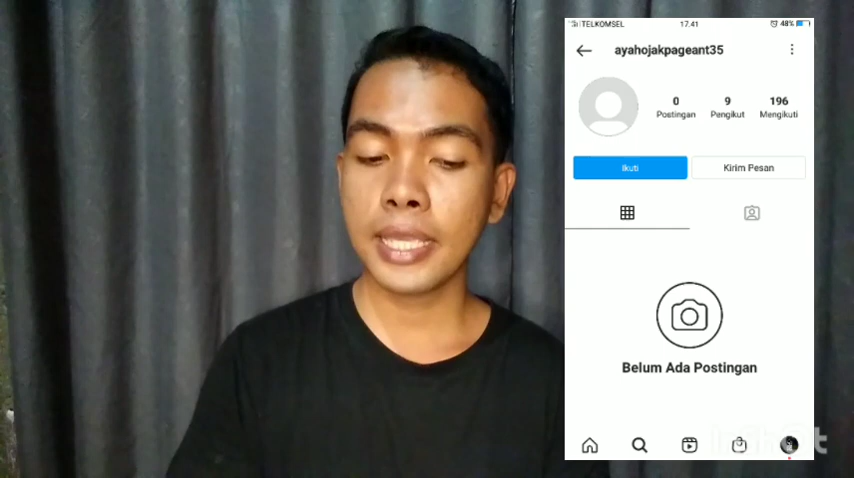 TELKOMSEL 17.41 48%
ayahojakpageant35
0 9 196
Postingan Pengikut Mengikuti
Ikuti Kirim Pesan
Belum Ada Postingan